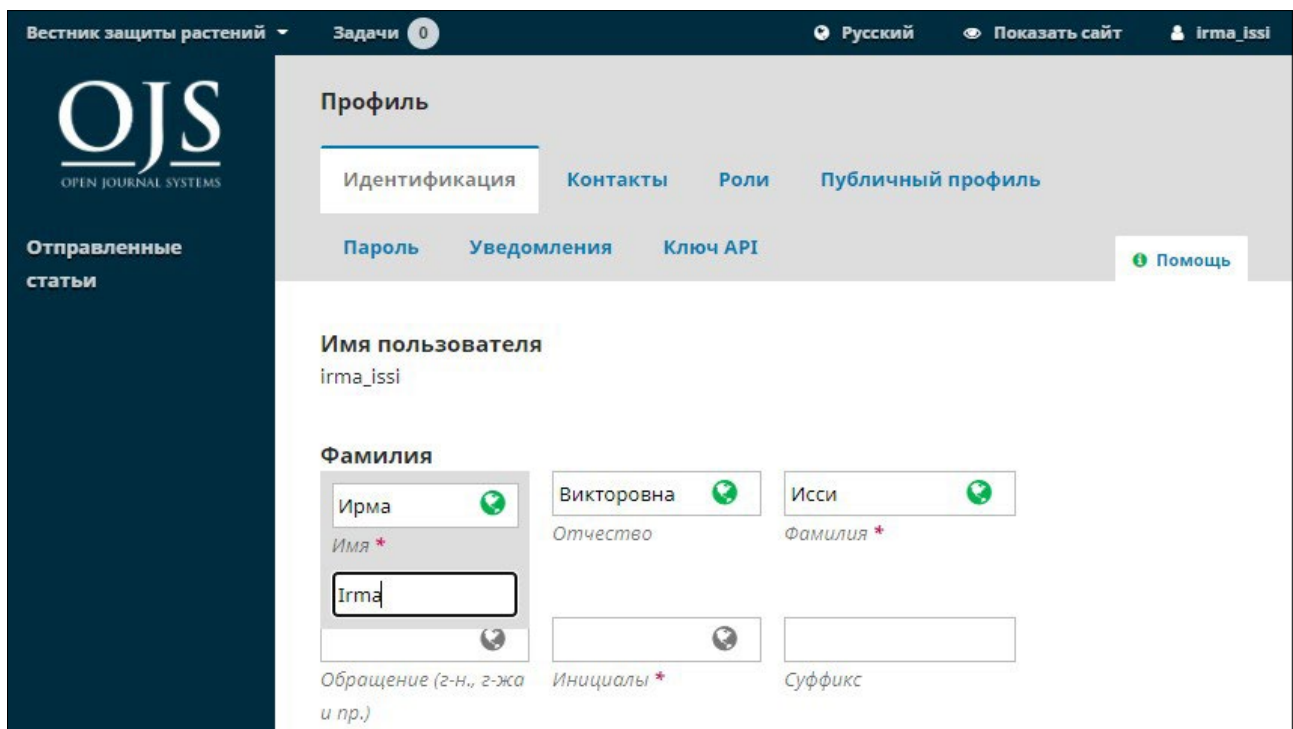 Вестник защиты растений Задачи 0 Русский Показать сайт irma_issi
OJS
OPEN JOURNAL SYSTEMS
Отправленные
статьи
Профиль
Идентификация Контакты Роли Публичный профиль
Пароль Уведомления Ключ API
Помощь
Имя пользователя
irma_issi
Фамилия
Ирма Викторовна Исси
Имя * Отчество Фамилия *
Irma
Обращение (г-н., г-жа Инициалы * Суффикс
и пр.)